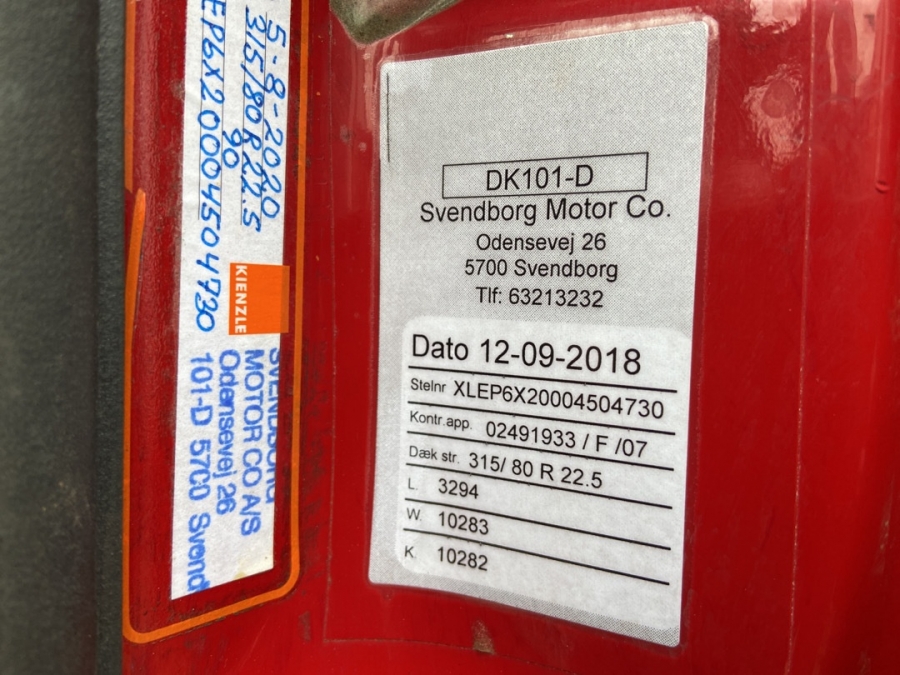 5-8-2020
315/80 R 22.5
90
EP6X20004504730
KIENZLE
SVENDBORG
MOTOR CO A/S
Odensevej 26
101-D 5700 Svend
DK101-D
Svendborg Motor Co.
Odensevej 26
5700 Svendborg
Tlf: 63213232
Dato 12-09-2018
Stelnr XLEP6X20004504730
Kontr.app. 02491933 / F /07
Dæk str. 315/ 80 R 22.5
L. 3294
W. 10283
K. 10282